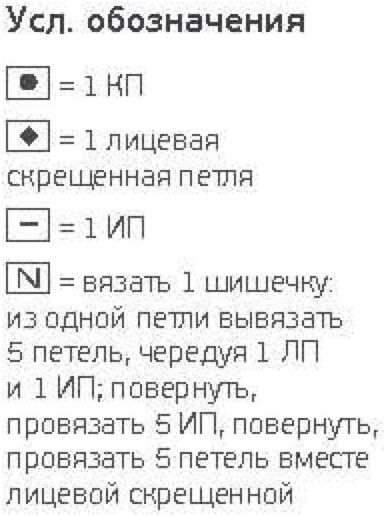 Усл. обозначения
● = 1 КП
◆ = 1 лицевая
скрещенная петля
– = 1 ИП
N = вязать 1 шишечку:
из одной петли вывязать
5 петель, чередуя 1 ЛП
и 1 ИП; повернуть,
провязать 5 ИП, повернуть,
провязать 5 петель вместе
лицевой скрещенной